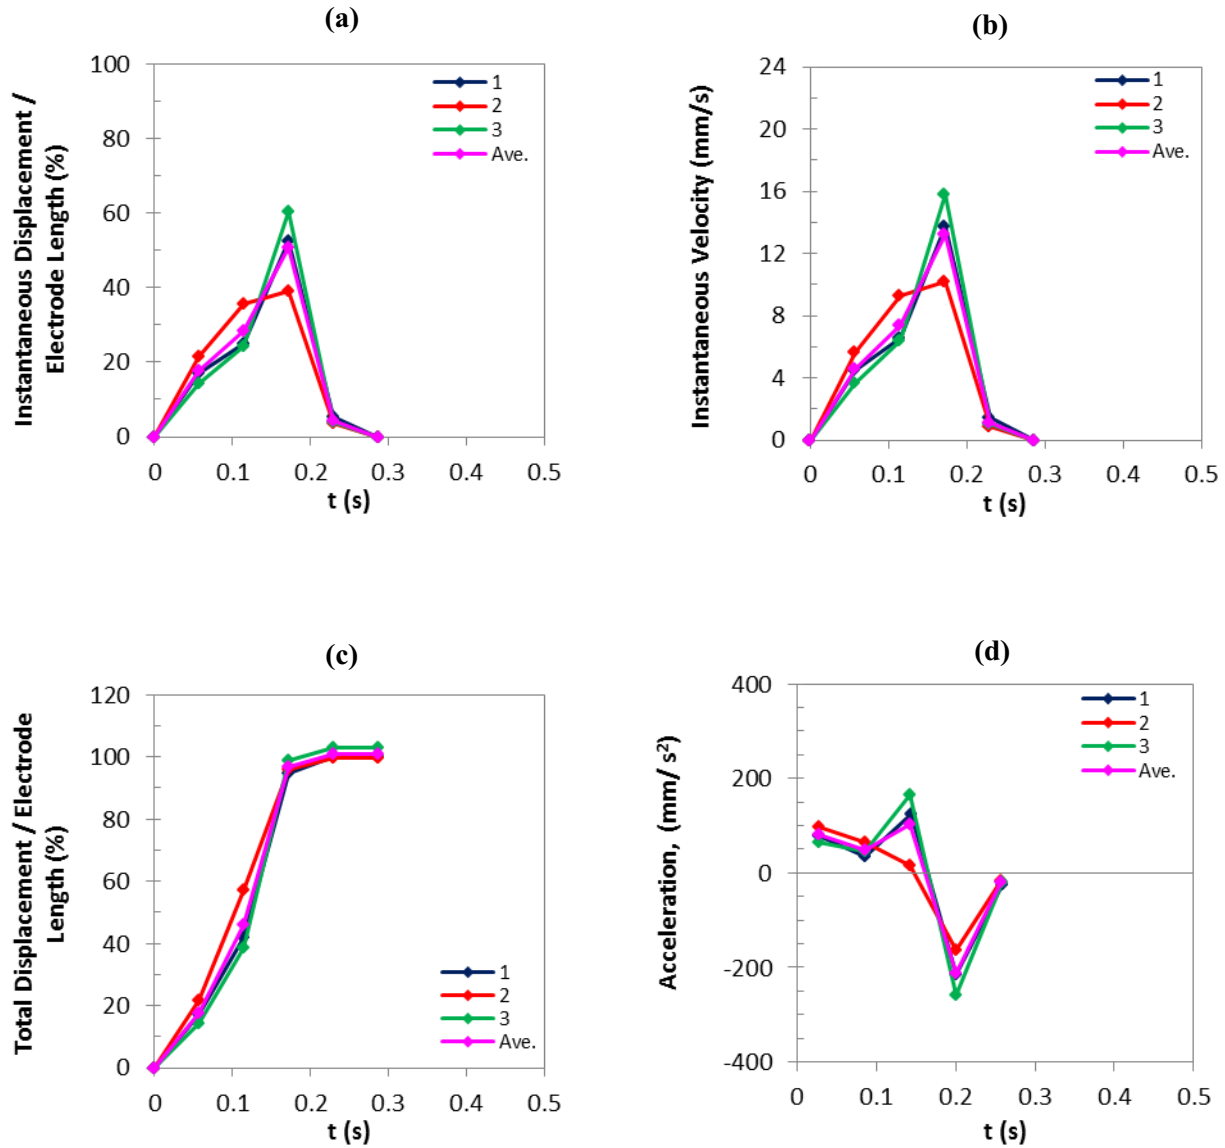 (a)
Instantaneous Displacement /
Electrode Length (%)
100
80
60
40
20
0
0 0.1 0.2 0.3 0.4 0.5
t (s)
1
2
3
Ave.
(b)
Instantaneous Velocity (mm/s)
24
20
16
12
8
4
0
0 0.1 0.2 0.3 0.4 0.5
t (s)
1
2
3
Ave.
(c)
Total Displacement / Electrode
Length (%)
120
100
80
60
40
20
0
0 0.1 0.2 0.3 0.4 0.5
t (s)
1
2
3
Ave.
(d)
Acceleration, (mm/ s²)
400
200
0
-200
-400
0 0.1 0.2 0.3 0.4 0.5
t (s)
1
2
3
Ave.